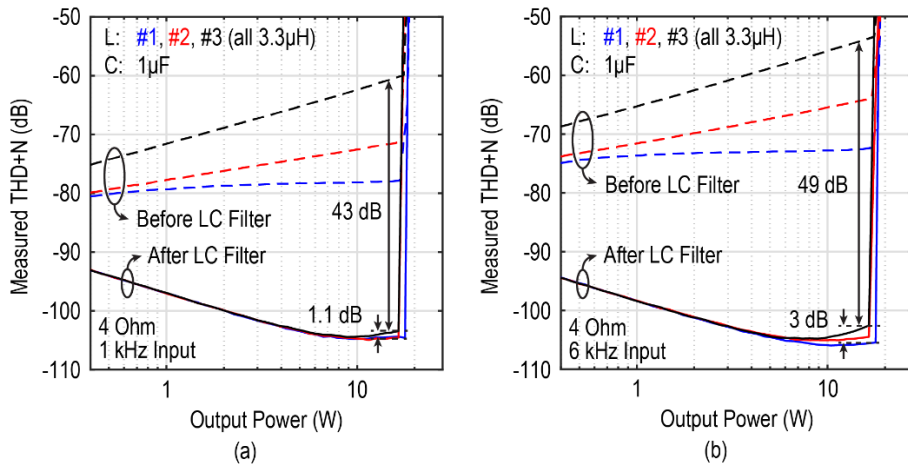 -50
-60
-70
-80
-90
-100
-110
Measured THD+N (dB)
L: #1, #2, #3 (all 3.3µH)
C: 1µF
43 dB
Before LC Filter
After LC Filter
1.1 dB
4 Ohm
1 kHz Input
1
10
Output Power (W)
(a)
-50
-60
-70
-80
-90
-100
-110
Measured THD+N (dB)
L: #1, #2, #3 (all 3.3µH)
C: 1µF
49 dB
Before LC Filter
After LC Filter
3 dB
4 Ohm
6 kHz Input
1
10
Output Power (W)
(b)